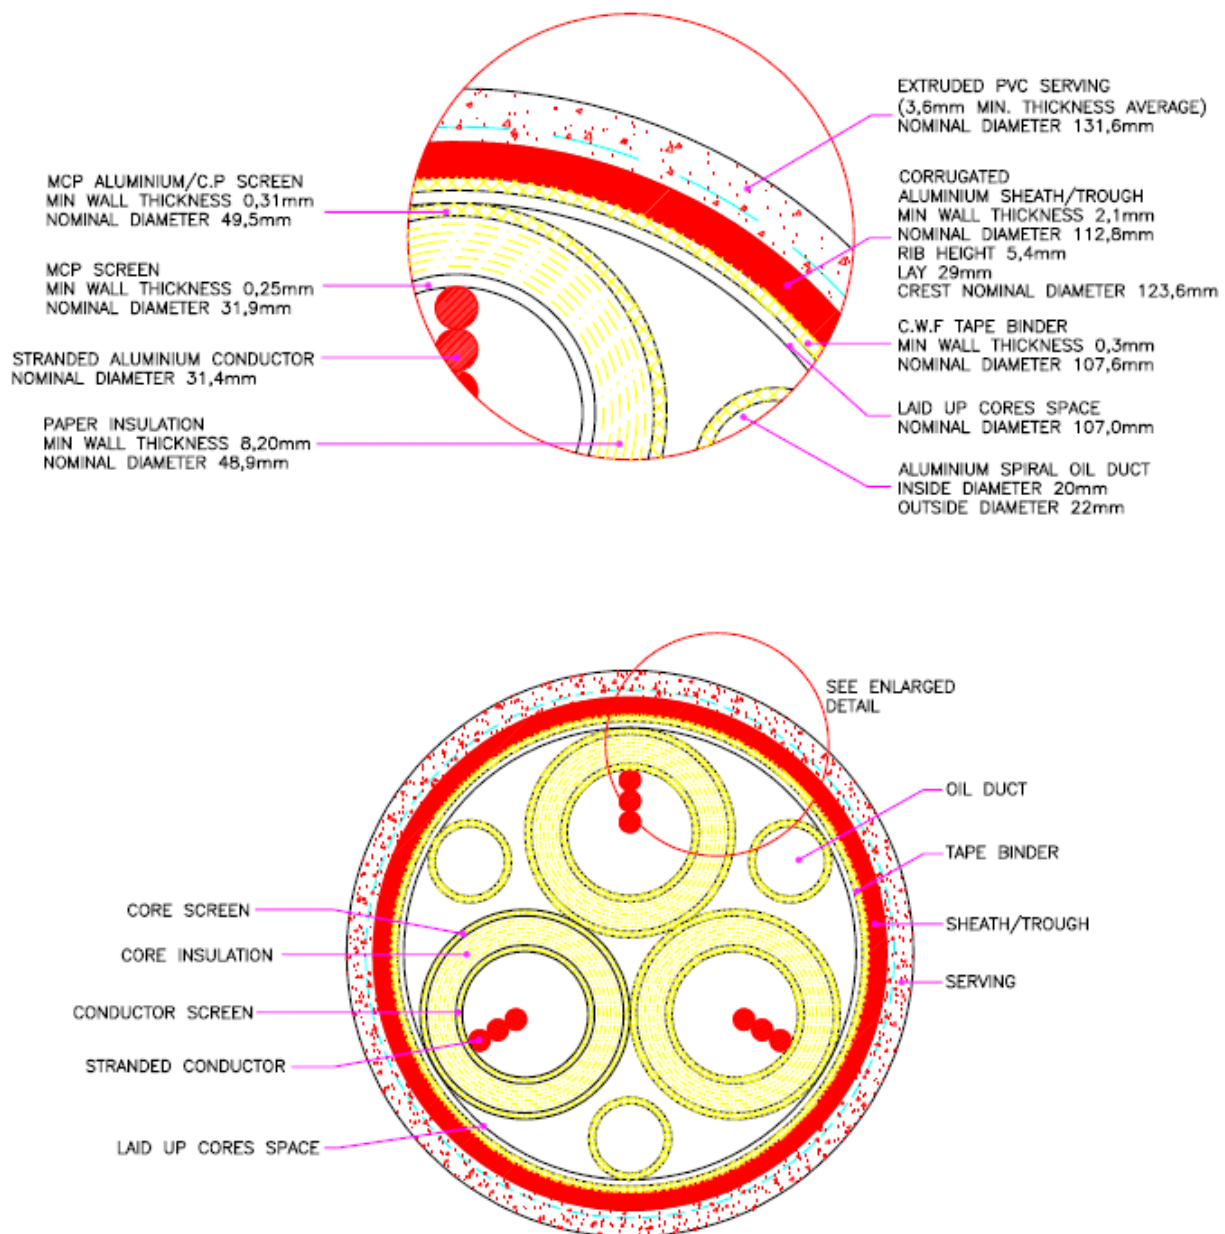 EXTRUDED PVC SERVING
(3,6mm MIN. THICKNESS AVERAGE)
NOMINAL DIAMETER 131,6mm
MCP ALUMINIUM/C.P SCREEN
MIN WALL THICKNESS 0,31mm
NOMINAL DIAMETER 49,5mm
CORRUGATED
ALUMINIUM SHEATH/TROUGH
MIN WALL THICKNESS 2,1mm
NOMINAL DIAMETER 112,8mm
RIB HEIGHT 5,4mm
LAY 29mm
CREST NOMINAL DIAMETER 123,6mm
MCP SCREEN
MIN WALL THICKNESS 0,25mm
NOMINAL DIAMETER 31,9mm
C.W.F TAPE BINDER
MIN WALL THICKNESS 0,3mm
NOMINAL DIAMETER 107,6mm
STRANDED ALUMINIUM CONDUCTOR
NOMINAL DIAMETER 31,4mm
LAID UP CORES SPACE
NOMINAL DIAMETER 107,0mm
PAPER INSULATION
MIN WALL THICKNESS 8,20mm
NOMINAL DIAMETER 48,9mm
ALUMINIUM SPIRAL OIL DUCT
INSIDE DIAMETER 20mm
OUTSIDE DIAMETER 22mm
SEE ENLARGED
DETAIL
OIL DUCT
TAPE BINDER
CORE SCREEN
SHEATH/TROUGH
CORE INSULATION
SERVING
CONDUCTOR SCREEN
STRANDED CONDUCTOR
LAID UP CORES SPACE